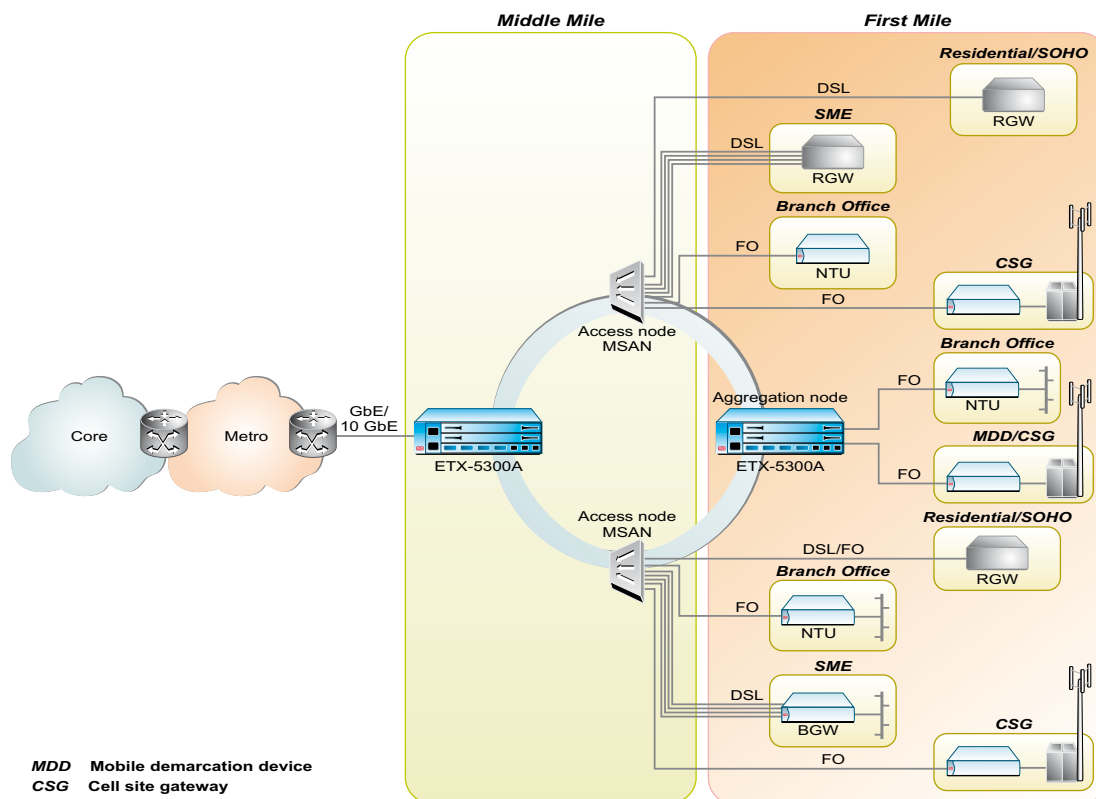 Middle Mile
First Mile
Residential/SOHO
DSL
RGW
SME
DSL
RGW
Branch Office
FO
NTU
CSG
FO
Access node
MSAN
Branch Office
FO
NTU
Aggregation node
GbE/
10 GbE
Core
Metro
ETX-5300A
ETX-5300A
MDD/CSG
FO
Access node
MSAN
Residential/SOHO
DSL/FO
RGW
Branch Office
FO
NTU
SME
DSL
BGW
CSG
FO
MDD Mobile demarcation device
CSG Cell site gateway